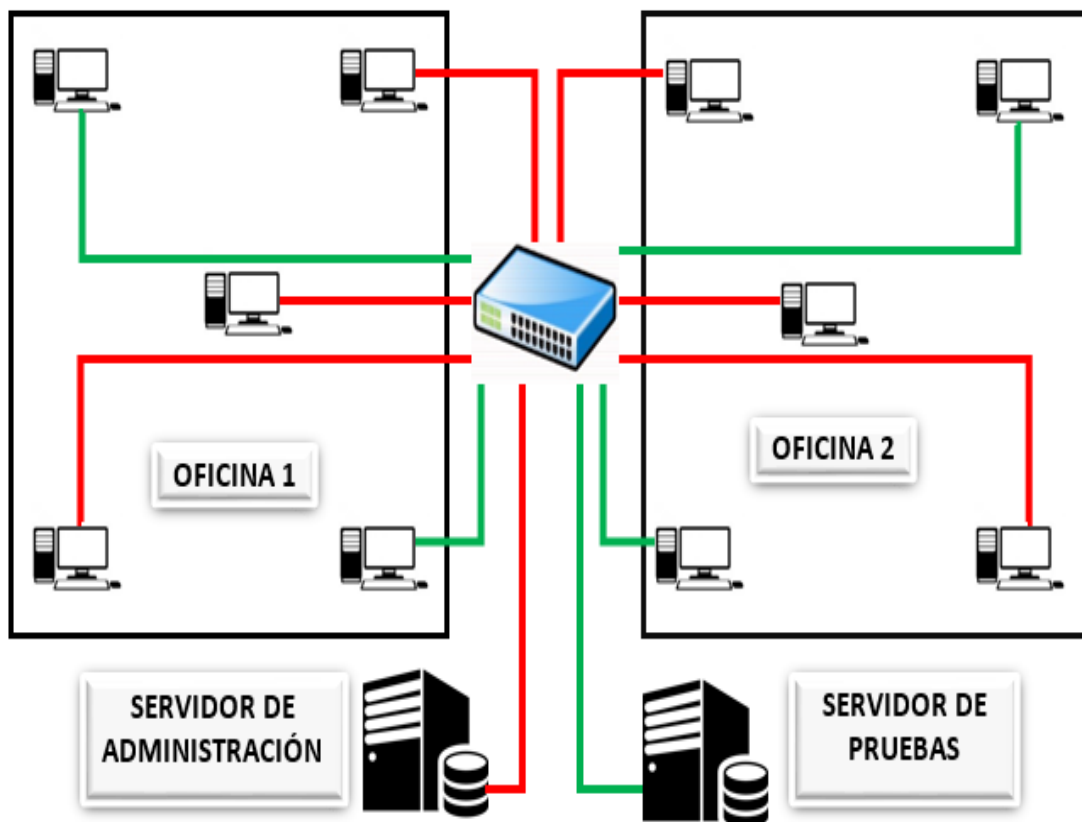 OFICINA 1
OFICINA 2
SERVIDOR DE
ADMINISTRACIÓN
SERVIDOR DE
PRUEBAS